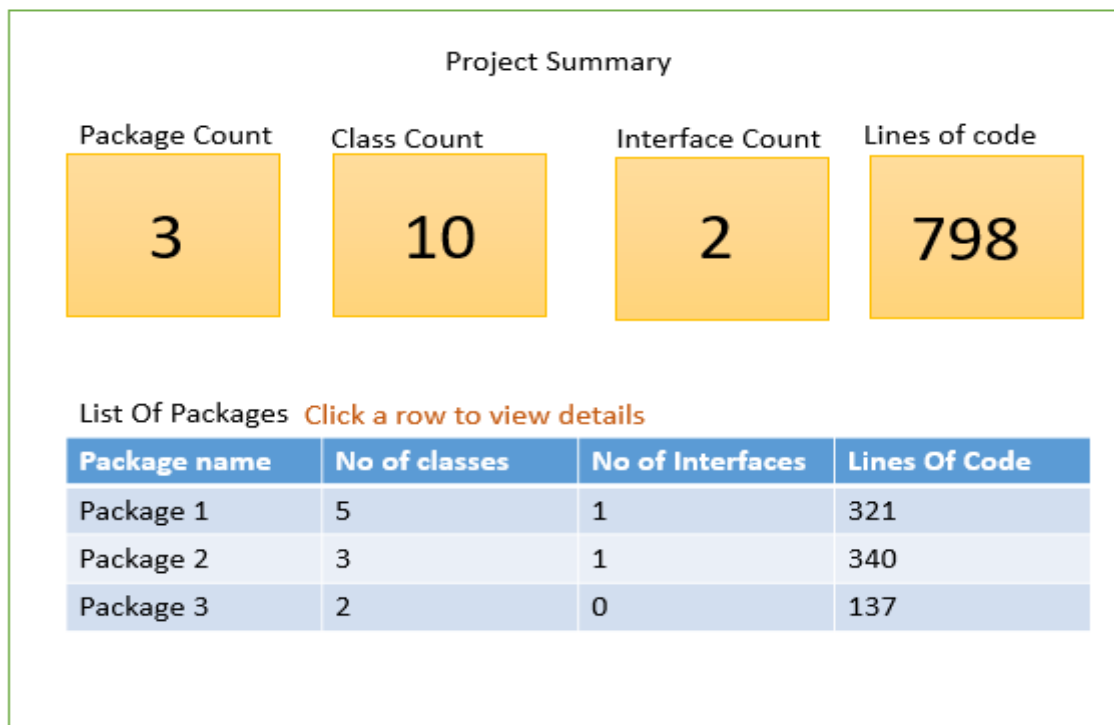 Project Summary
Package Count Class Count Interface Count Lines of code
3 10 2 798
List Of Packages Click a row to view details
Package name No of classes No of Interfaces Lines Of Code
Package 1 5 1 321
Package 2 3 1 340
Package 3 2 0 137